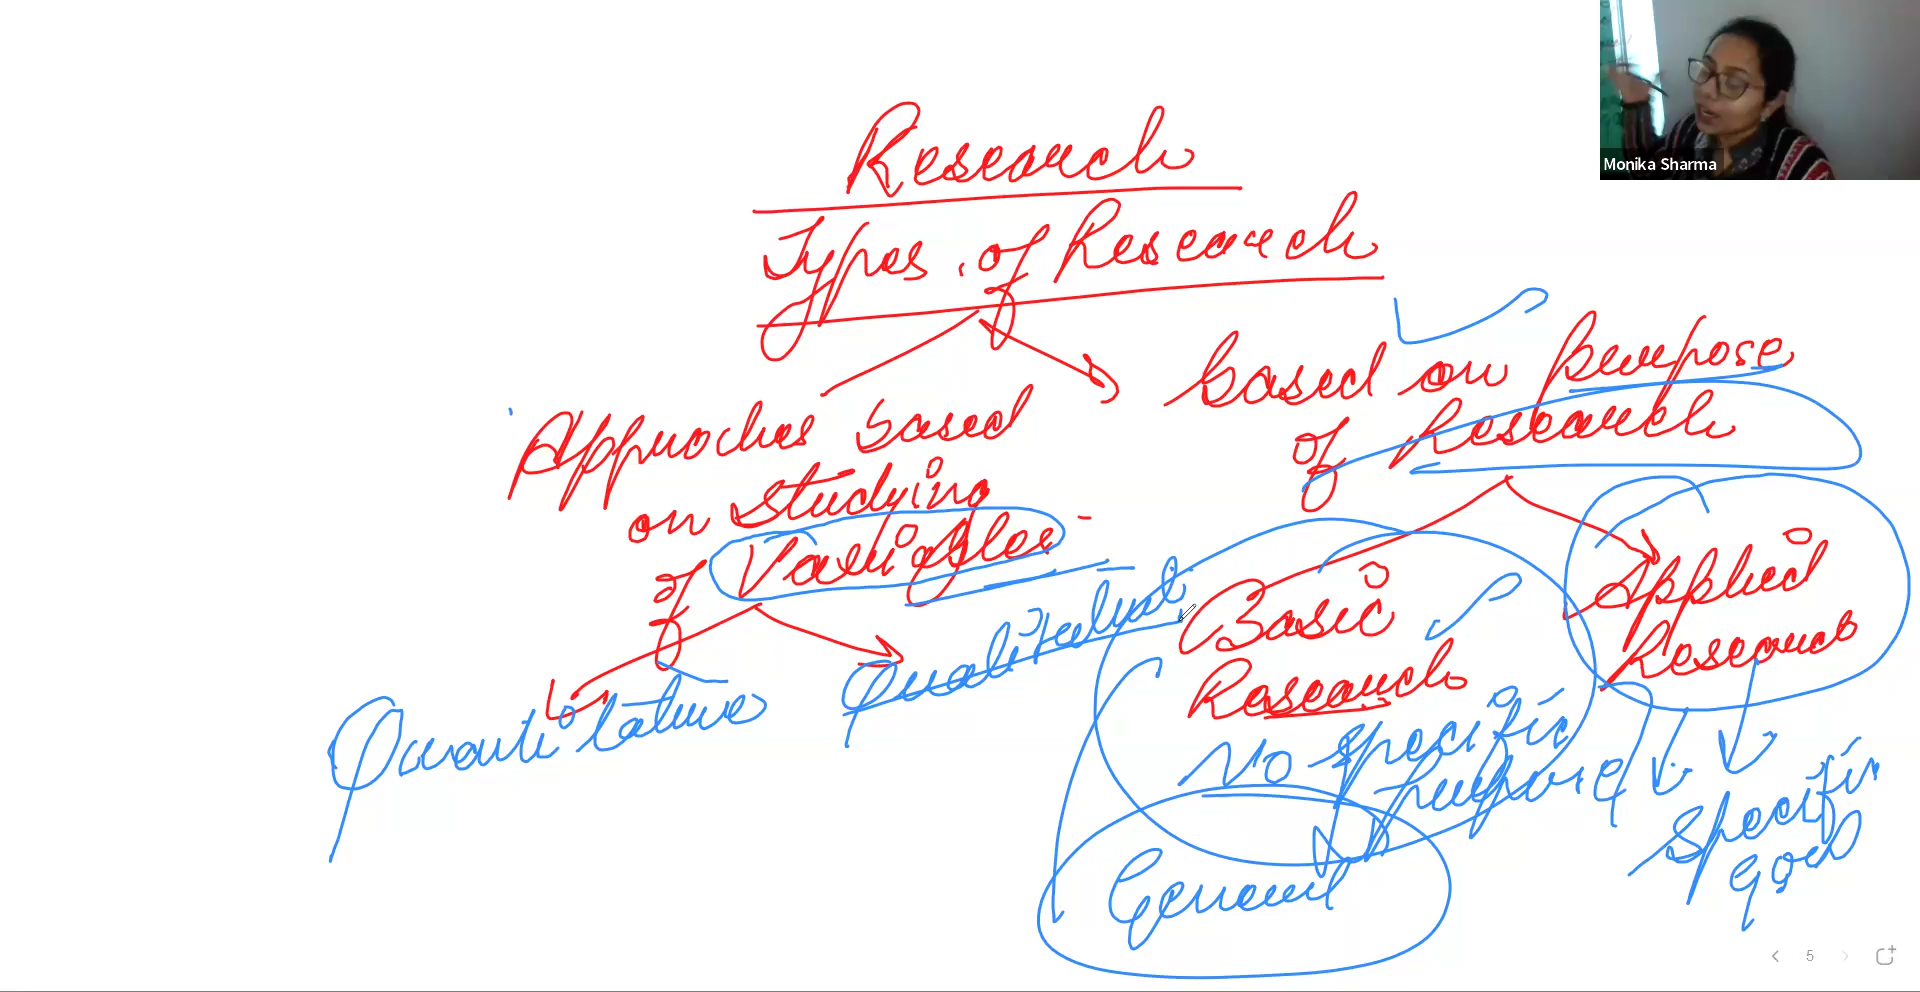 Monika Sharma
Research
Types of Research
Approches based
on studying
of Variables
Quantitative
Qualitative
based on Purpose
of Research
Basic
Research
No specific
purpose
General
Applied
Research
specific
goal
5